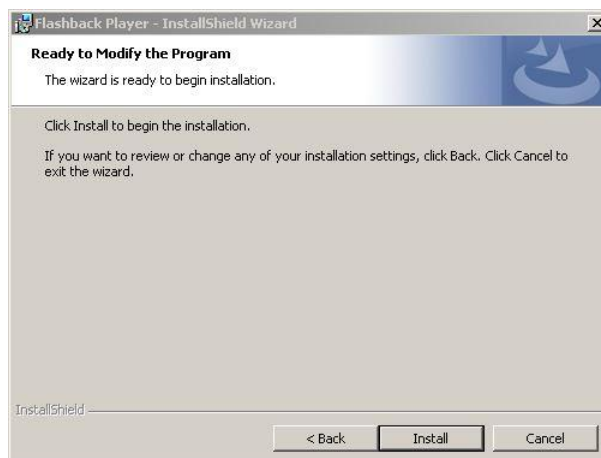 Flashback Player - InstallShield Wizard
Ready to Modify the Program
The wizard is ready to begin installation.
Click Install to begin the installation.
If you want to review or change any of your installation settings, click Back. Click Cancel to
exit the wizard.
InstallShield
< Back
Install
Cancel